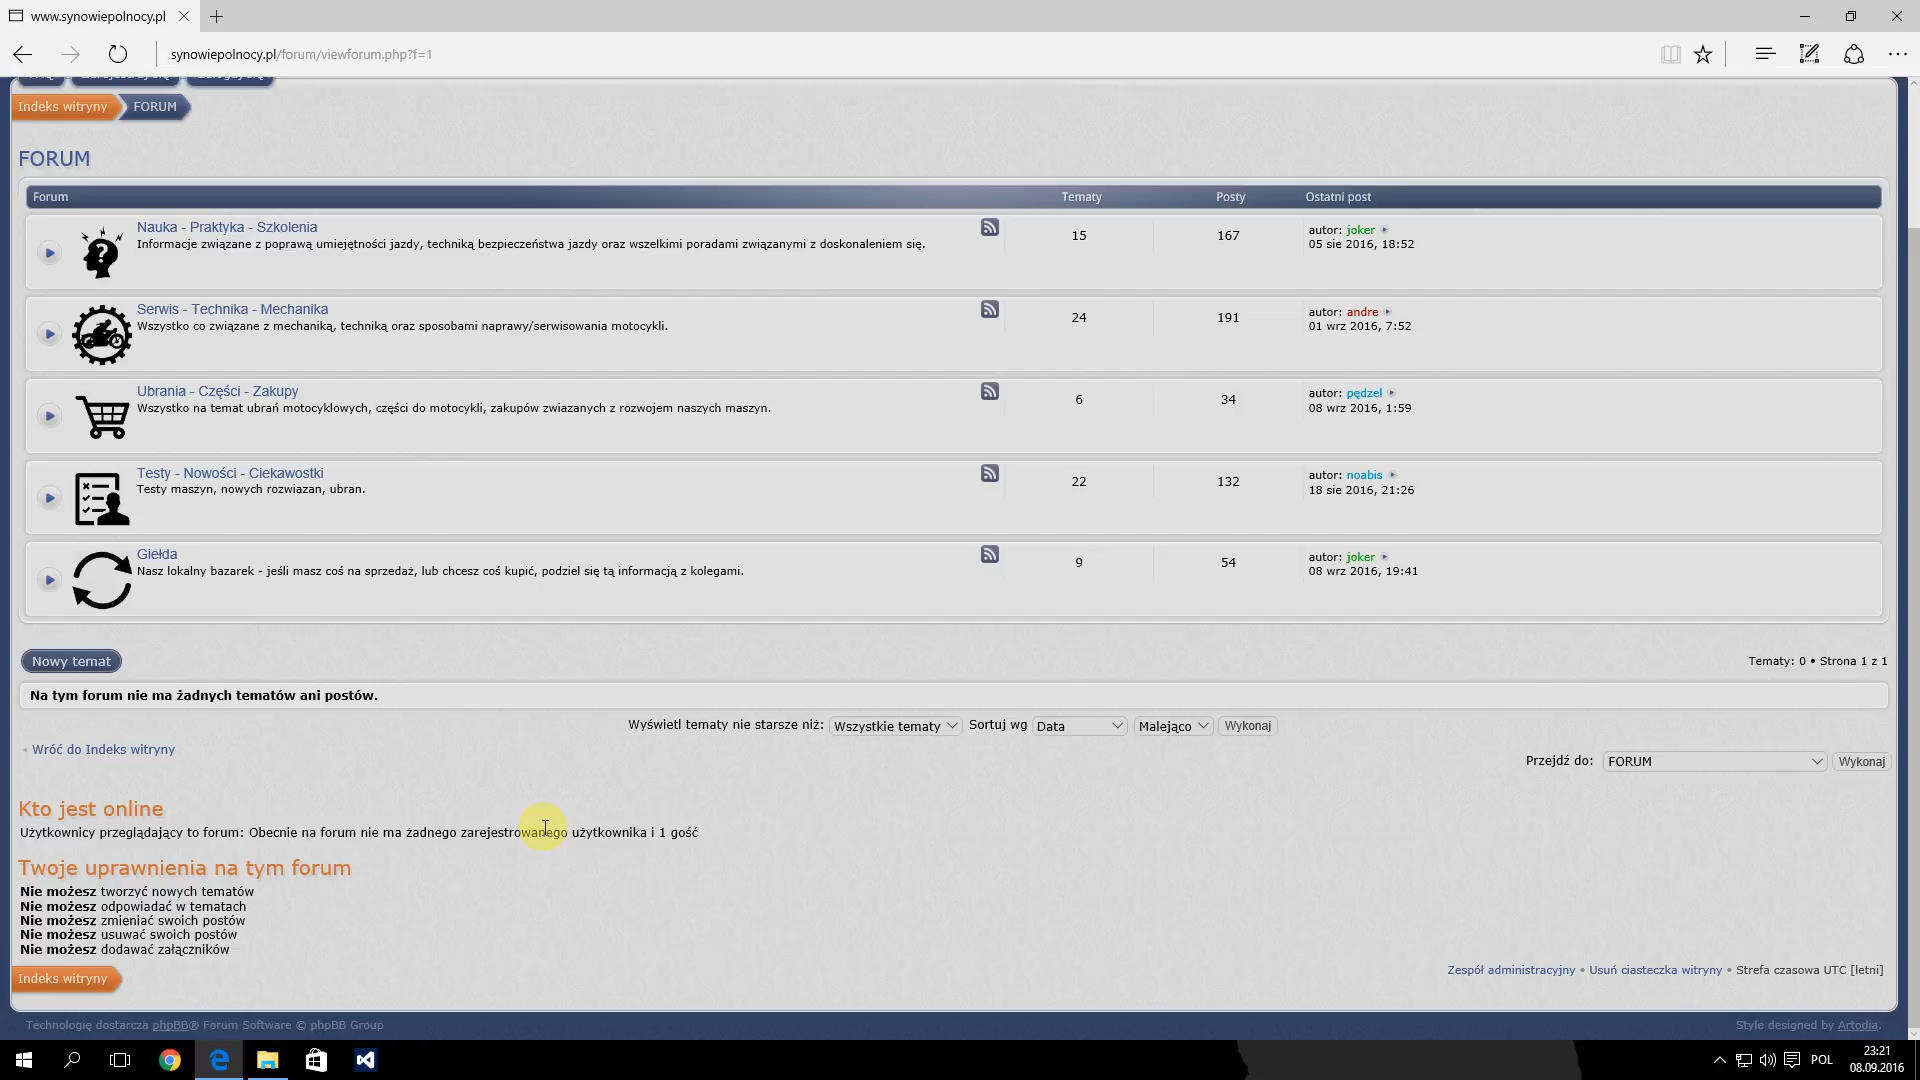 www.synowiepolnocy.pl
synowiepolnocy.pl/forum/viewforum.php?f=1
Indeks witryny FORUM
FORUM
Forum Tematy Posty Ostatni post
Nauka - Praktyka - Szkolenia
Informacje związane z poprawą umiejętności jazdy, techniką bezpieczeństwa jazdy oraz wszelkimi poradami związanymi z doskonaleniem się.
15 167 autor: joker
05 sie 2016, 18:52
Serwis - Technika - Mechanika
Wszystko co związane z mechaniką, techniką oraz sposobami naprawy/serwisowania motocykli.
24 191 autor: andre
01 wrz 2016, 7:52
Ubrania - Części - Zakupy
Wszystko na temat ubrań motocyklowych, części do motocykli, zakupów zwiazanych z rozwojem naszych maszyn.
6 34 autor: pędzel
08 wrz 2016, 1:59
Testy - Nowości - Ciekawostki
Testy maszyn, nowych rozwiazan, ubran.
22 132 autor: noabis
18 sie 2016, 21:26
Giełda
Nasz lokalny bazarek - jeśli masz coś na sprzedaż, lub chcesz coś kupić, podziel się tą informacją z kolegami.
9 54 autor: joker
08 wrz 2016, 19:41
Nowy temat Tematy: 0 • Strona 1 z 1
Na tym forum nie ma żadnych tematów ani postów.
Wyświetl tematy nie starsze niż: Wszystkie tematy Sortuj wg Data Malejąco Wykonaj
Wróć do Indeks witryny
Przejdź do: FORUM Wykonaj
Kto jest online
Użytkownicy przeglądający to forum: Obecnie na forum nie ma żadnego zarejestrowanego użytkownika i 1 gość
Twoje uprawnienia na tym forum
Nie możesz tworzyć nowych tematów
Nie możesz odpowiadać w tematach
Nie możesz zmieniać swoich postów
Nie możesz usuwać swoich postów
Nie możesz dodawać załączników
Indeks witryny Zespół administracyjny • Usuń ciasteczka witryny • Strefa czasowa UTC [letni]
Technologię dostarcza phpBB® Forum Software © phpBB Group Style designed by Artodia.
POL 23:21
08.09.2016